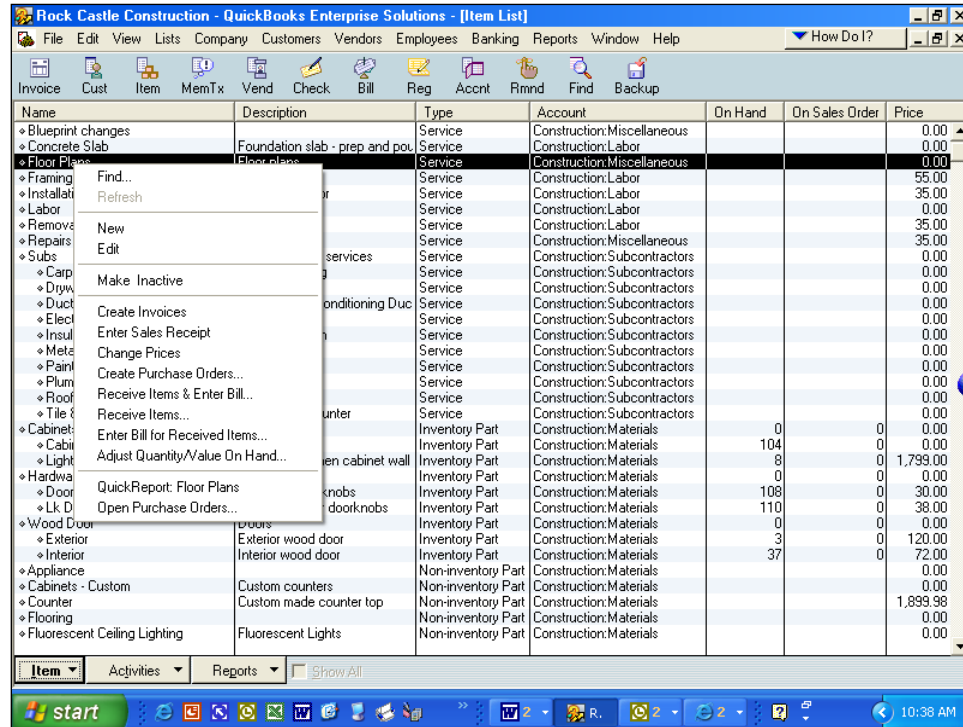 Rock Castle Construction - QuickBooks Enterprise Solutions - [Item List]
File Edit View Lists Company Customers Vendors Employees Banking Reports Window Help How Do I?
Invoice Cust Item MemTx Vend Check Bill Reg Accnt Rmnd Find Backup
Name Description Type Account On Hand On Sales Order Price
Blueprint changes Service Construction:Miscellaneous 0.00
Concrete Slab Foundation slab - prep and pou Service Construction:Labor 0.00
Floor Plans Floor plans Service Construction:Miscellaneous 0.00
Framing Service Construction:Labor 55.00
Installati or Service Construction:Labor 35.00
Labor Service Construction:Labor 0.00
Remova Service Construction:Labor 35.00
Repairs Service Construction:Miscellaneous 35.00
Subs services Service Construction:Subcontractors 0.00
Carp g Service Construction:Subcontractors 0.00
Dryw Service Construction:Subcontractors 0.00
Duct onditioning Duc Service Construction:Subcontractors 0.00
Elect Service Construction:Subcontractors 0.00
Insul n Service Construction:Subcontractors 0.00
Meta Service Construction:Subcontractors 0.00
Paint Service Construction:Subcontractors 0.00
Plum Service Construction:Subcontractors 0.00
Roof Service Construction:Subcontractors 0.00
Tile & unter Service Construction:Subcontractors 0.00
Cabinet Inventory Part Construction:Materials 0 0 0.00
Cabi Inventory Part Construction:Materials 104 0 0.00
Light en cabinet wall Inventory Part Construction:Materials 8 0 1,799.00
Hardwa Inventory Part Construction:Materials 0 0 0.00
Door knobs Inventory Part Construction:Materials 108 0 30.00
Lk D doorknobs Inventory Part Construction:Materials 110 0 38.00
Wood Door Doors Inventory Part Construction:Materials 0 0 0.00
Exterior Exterior wood door Inventory Part Construction:Materials 3 0 120.00
Interior Interior wood door Inventory Part Construction:Materials 37 0 72.00
Appliance Non-inventory Part Construction:Materials 0.00
Cabinets - Custom Custom counters Non-inventory Part Construction:Materials 0.00
Counter Custom made counter top Non-inventory Part Construction:Materials 1,899.98
Flooring Non-inventory Part Construction:Materials 0.00
Fluorescent Ceiling Lighting Fluorescent Lights Non-inventory Part Construction:Materials 0.00
Find...
Refresh
New
Edit
Make Inactive
Create Invoices
Enter Sales Receipt
Change Prices
Create Purchase Orders...
Receive Items & Enter Bill...
Receive Items...
Enter Bill for Received Items...
Adjust Quantity/Value On Hand...
QuickReport: Floor Plans
Open Purchase Orders...
Item Activities Reports Show All
start 2 R. 2 2 10:38 AM